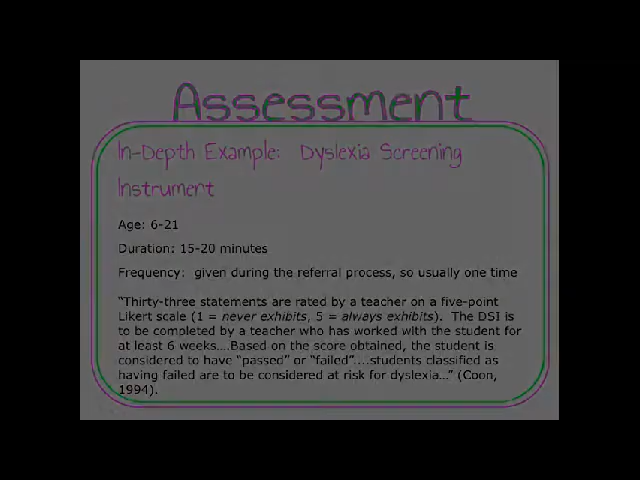 Assessment
In-Depth Example: Dyslexia Screening
Instrument
Age: 6-21
Duration: 15-20 minutes
Frequency: given during the referral process, so usually one time
“Thirty-three statements are rated by a teacher on a five-point
Likert scale (1 = never exhibits, 5 = always exhibits). The DSI is
to be completed by a teacher who has worked with the student for
at least 6 weeks....Based on the score obtained, the student is
considered to have “passed” or “failed”....students classified as
having failed are to be considered at risk for dyslexia…” (Coon,
1994).